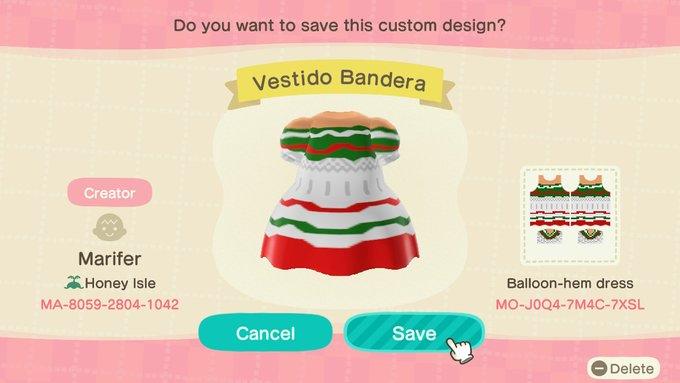 Do you want to save this custom design?
Vestido Bandera
Creator
Marifer
Honey Isle
MA-8059-2804-1042
Balloon-hem dress
MO-J0Q4-7M4C-7XSL
Cancel
Save
Delete